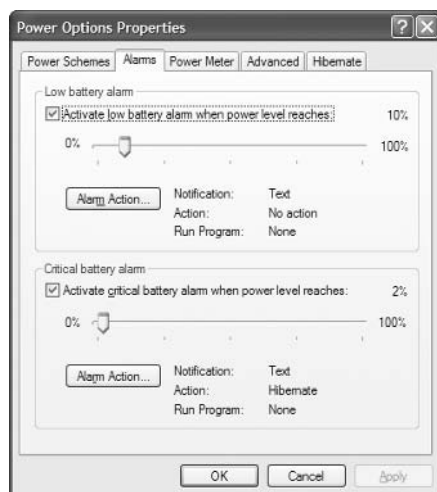 Power Options Properties
Power Schemes Alarms Power Meter Advanced Hibernate
Low battery alarm
Activate low battery alarm when power level reaches: 10%
0% 100%
Alarm Action... Notification: Text
Action: No action
Run Program: None
Critical battery alarm
Activate critical battery alarm when power level reaches: 2%
0% 100%
Alarm Action... Notification: Text
Action: Hibernate
Run Program: None
OK Cancel Apply